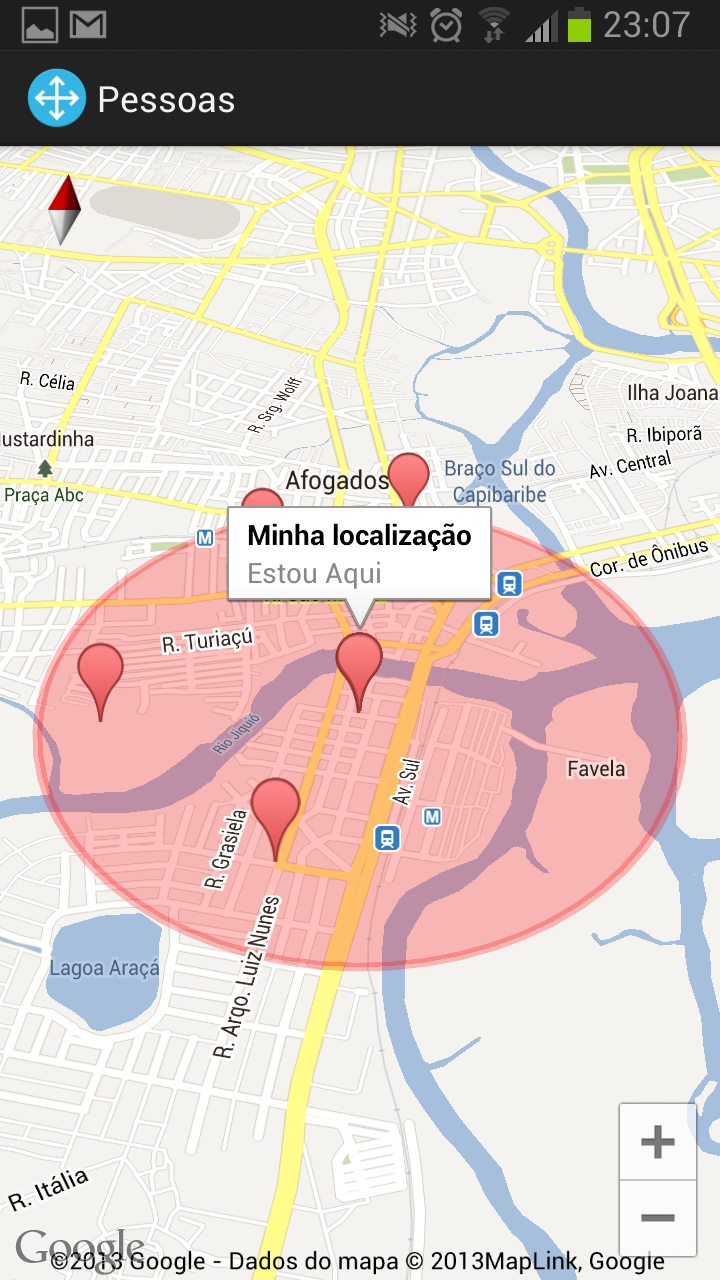 23:07
Pessoas
R. Célia
R. Srg. Wolff
Ilha Joana
ustardinha
R. Ibiporã
Av. Central
Praça Abc
Afogados
Braço Sul do
Capibaribe
M
Minha localização
Estou Aqui
Cor. de Ônibus
R. Turiaçú
Rio Jiquió
Favela
Av. Sul
M
R. Grasiela
R. Arqo. Luiz Nunes
Lagoa Araçá
R. Itália
+
−
Google
©2013 Google - Dados do mapa © 2013MapLink, Google